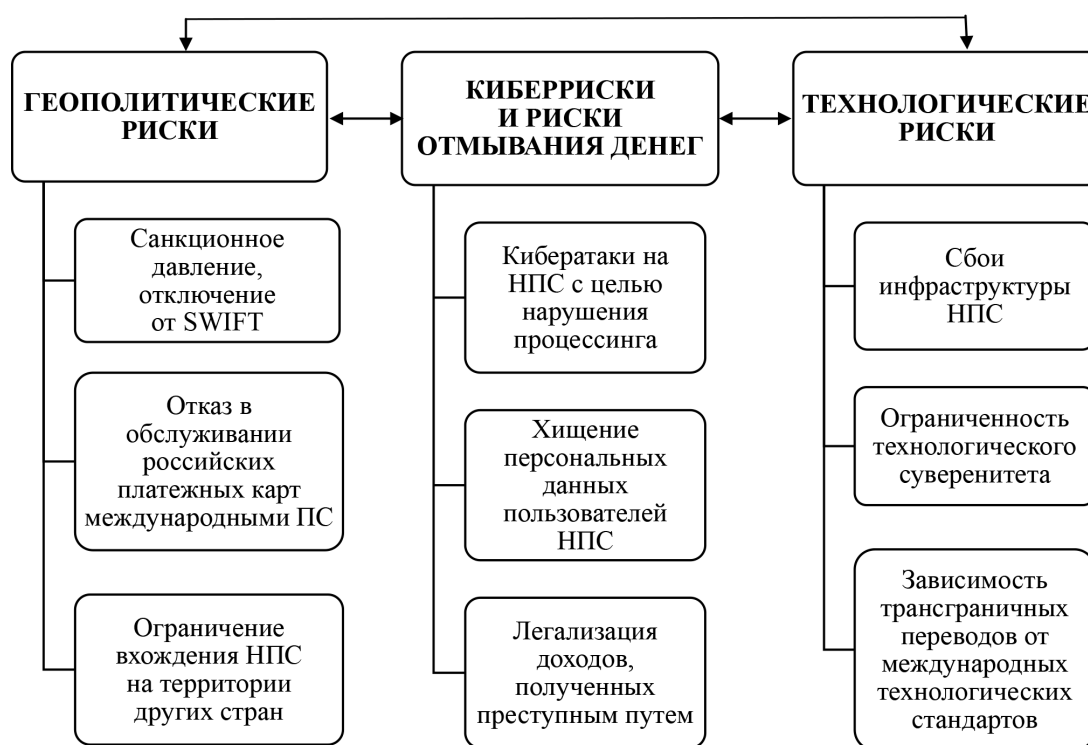 ГЕОПОЛИТИЧЕСКИЕ
РИСКИ
Санкционное
давление,
отключение
от SWIFT
Отказ в
обслуживании
российских
платежных карт
международными ПС
Ограничение
вхождения НПС
на территории
других стран
КИБЕРРИСКИ
И РИСКИ
ОТМЫВАНИЯ ДЕНЕГ
Кибератаки на
НПС с целью
нарушения
процессинга
Хищение
персональных
данных
пользователей
НПС
Легализация
доходов,
полученных
преступным путем
ТЕХНОЛОГИЧЕСКИЕ
РИСКИ
Сбои
инфраструктуры
НПС
Ограниченность
технологического
суверенитета
Зависимость
трансграничных
переводов от
международных
технологических
стандартов